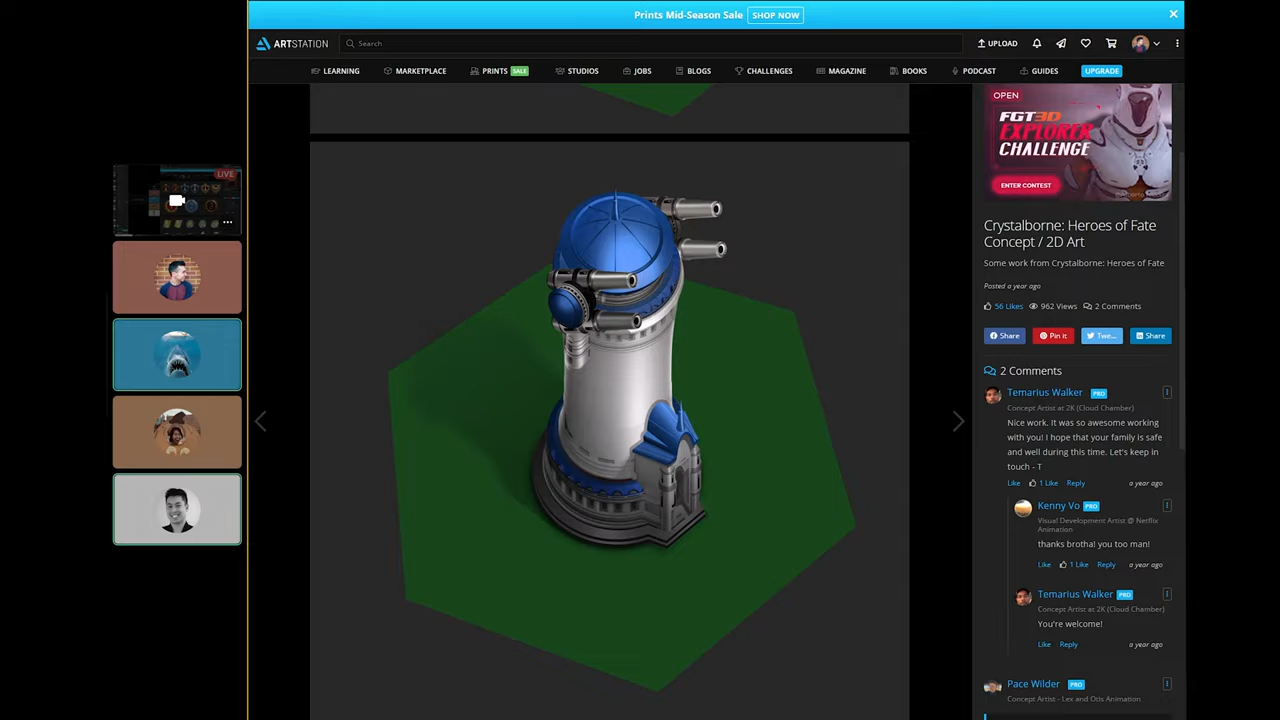 Prints Mid-Season Sale SHOP NOW
ARTSTATION Search UPLOAD
LEARNING MARKETPLACE PRINTS SALE STUDIOS JOBS BLOGS CHALLENGES MAGAZINE BOOKS PODCAST GUIDES UPGRADE
LIVE
OPEN
FGT3D
EXPLORER
CHALLENGE
ENTER CONTEST
Crystalborne: Heroes of Fate
Concept / 2D Art
Some work from Crystalborne: Heroes of Fate
Posted a year ago
56 Likes 962 Views 2 Comments
Share Pin it Twe... Share
2 Comments
Temarius Walker PRO
Concept Artist at 2K (Cloud Chamber)
Nice work. It was so awesome working
with you! I hope that your family is safe
and well during this time. Let's keep in
touch - T
Like 1 Like Reply a year ago
Kenny Vo PRO
Visual Development Artist @ Netflix
Animation
thanks brotha! you too man!
Like 1 Like Reply a year ago
Temarius Walker PRO
Concept Artist at 2K (Cloud Chamber)
You're welcome!
Like Reply a year ago
Pace Wilder PRO
Concept Artist - Lex and Otis Animation